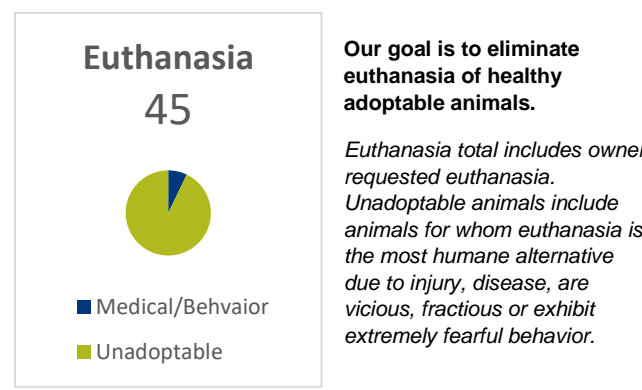 Euthanasia
45
Medical/Behvaior
Unadoptable
Our goal is to eliminate
euthanasia of healthy
adoptable animals.
Euthanasia total includes owner
requested euthanasia.
Unadoptable animals include
animals for whom euthanasia is
the most humane alternative
due to injury, disease, are
vicious, fractious or exhibit
extremely fearful behavior.